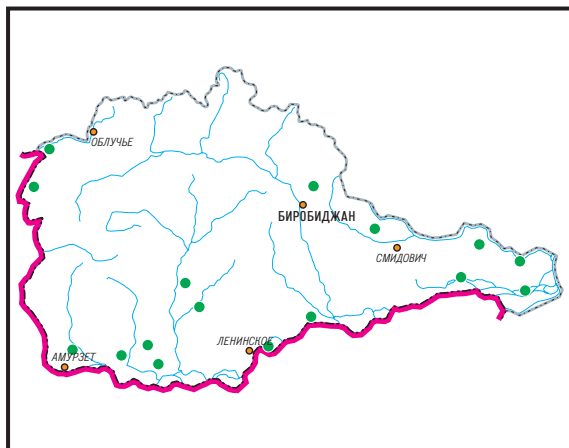 ОБЛУЧЬЕ
БИРОБИДЖАН
СМИДОВИЧ
ЛЕНИНСКОЕ
АМУРЗЕТ